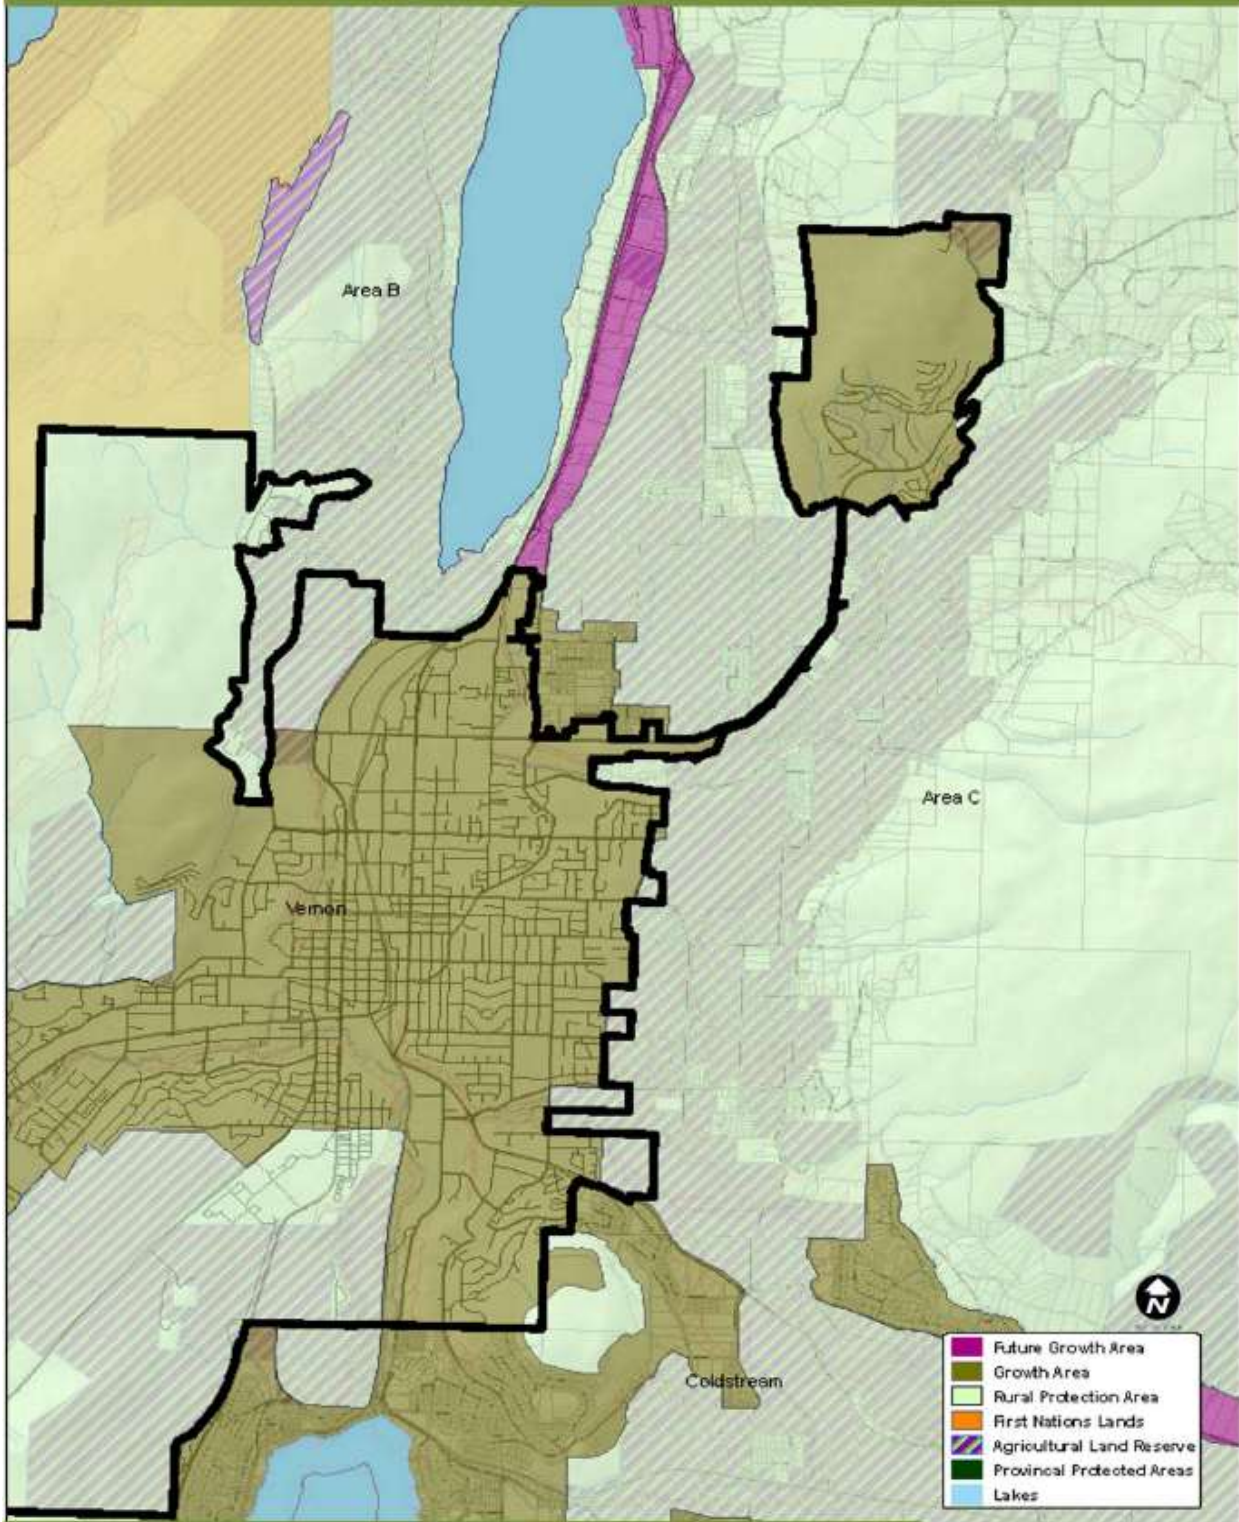 Area B
Area C
Vernon
Coldstream
N
Future Growth Area
Growth Area
Rural Protection Area
First Nations Lands
Agricultural Land Reserve
Provincal Protected Areas
Lakes